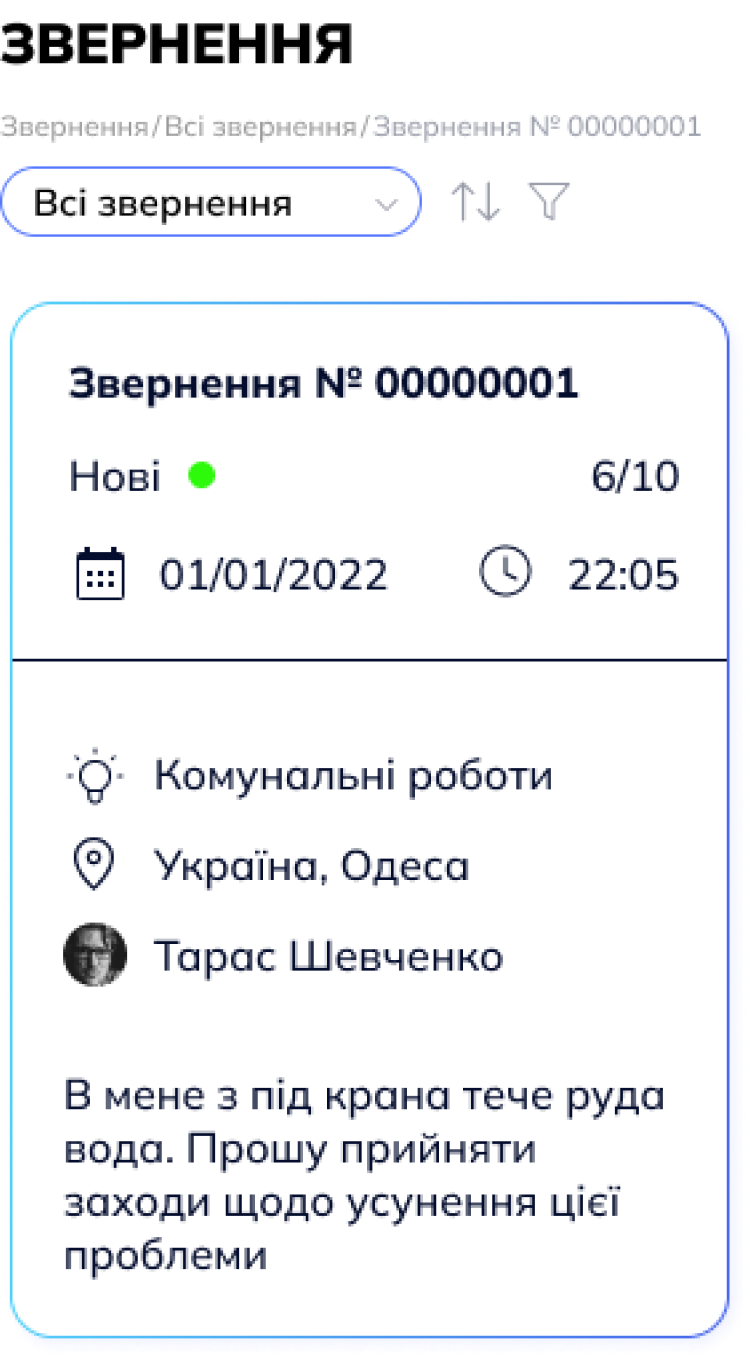 ЗВЕРНЕННЯ
Звернення/Всі звернення/Звернення № 00000001
Всі звернення
Звернення № 00000001
Нові 6/10
01/01/2022 22:05
Комунальні роботи
Україна, Одеса
Тарас Шевченко
В мене з під крана тече руда
вода. Прошу прийняти
заходи щодо усунення цієї
проблеми